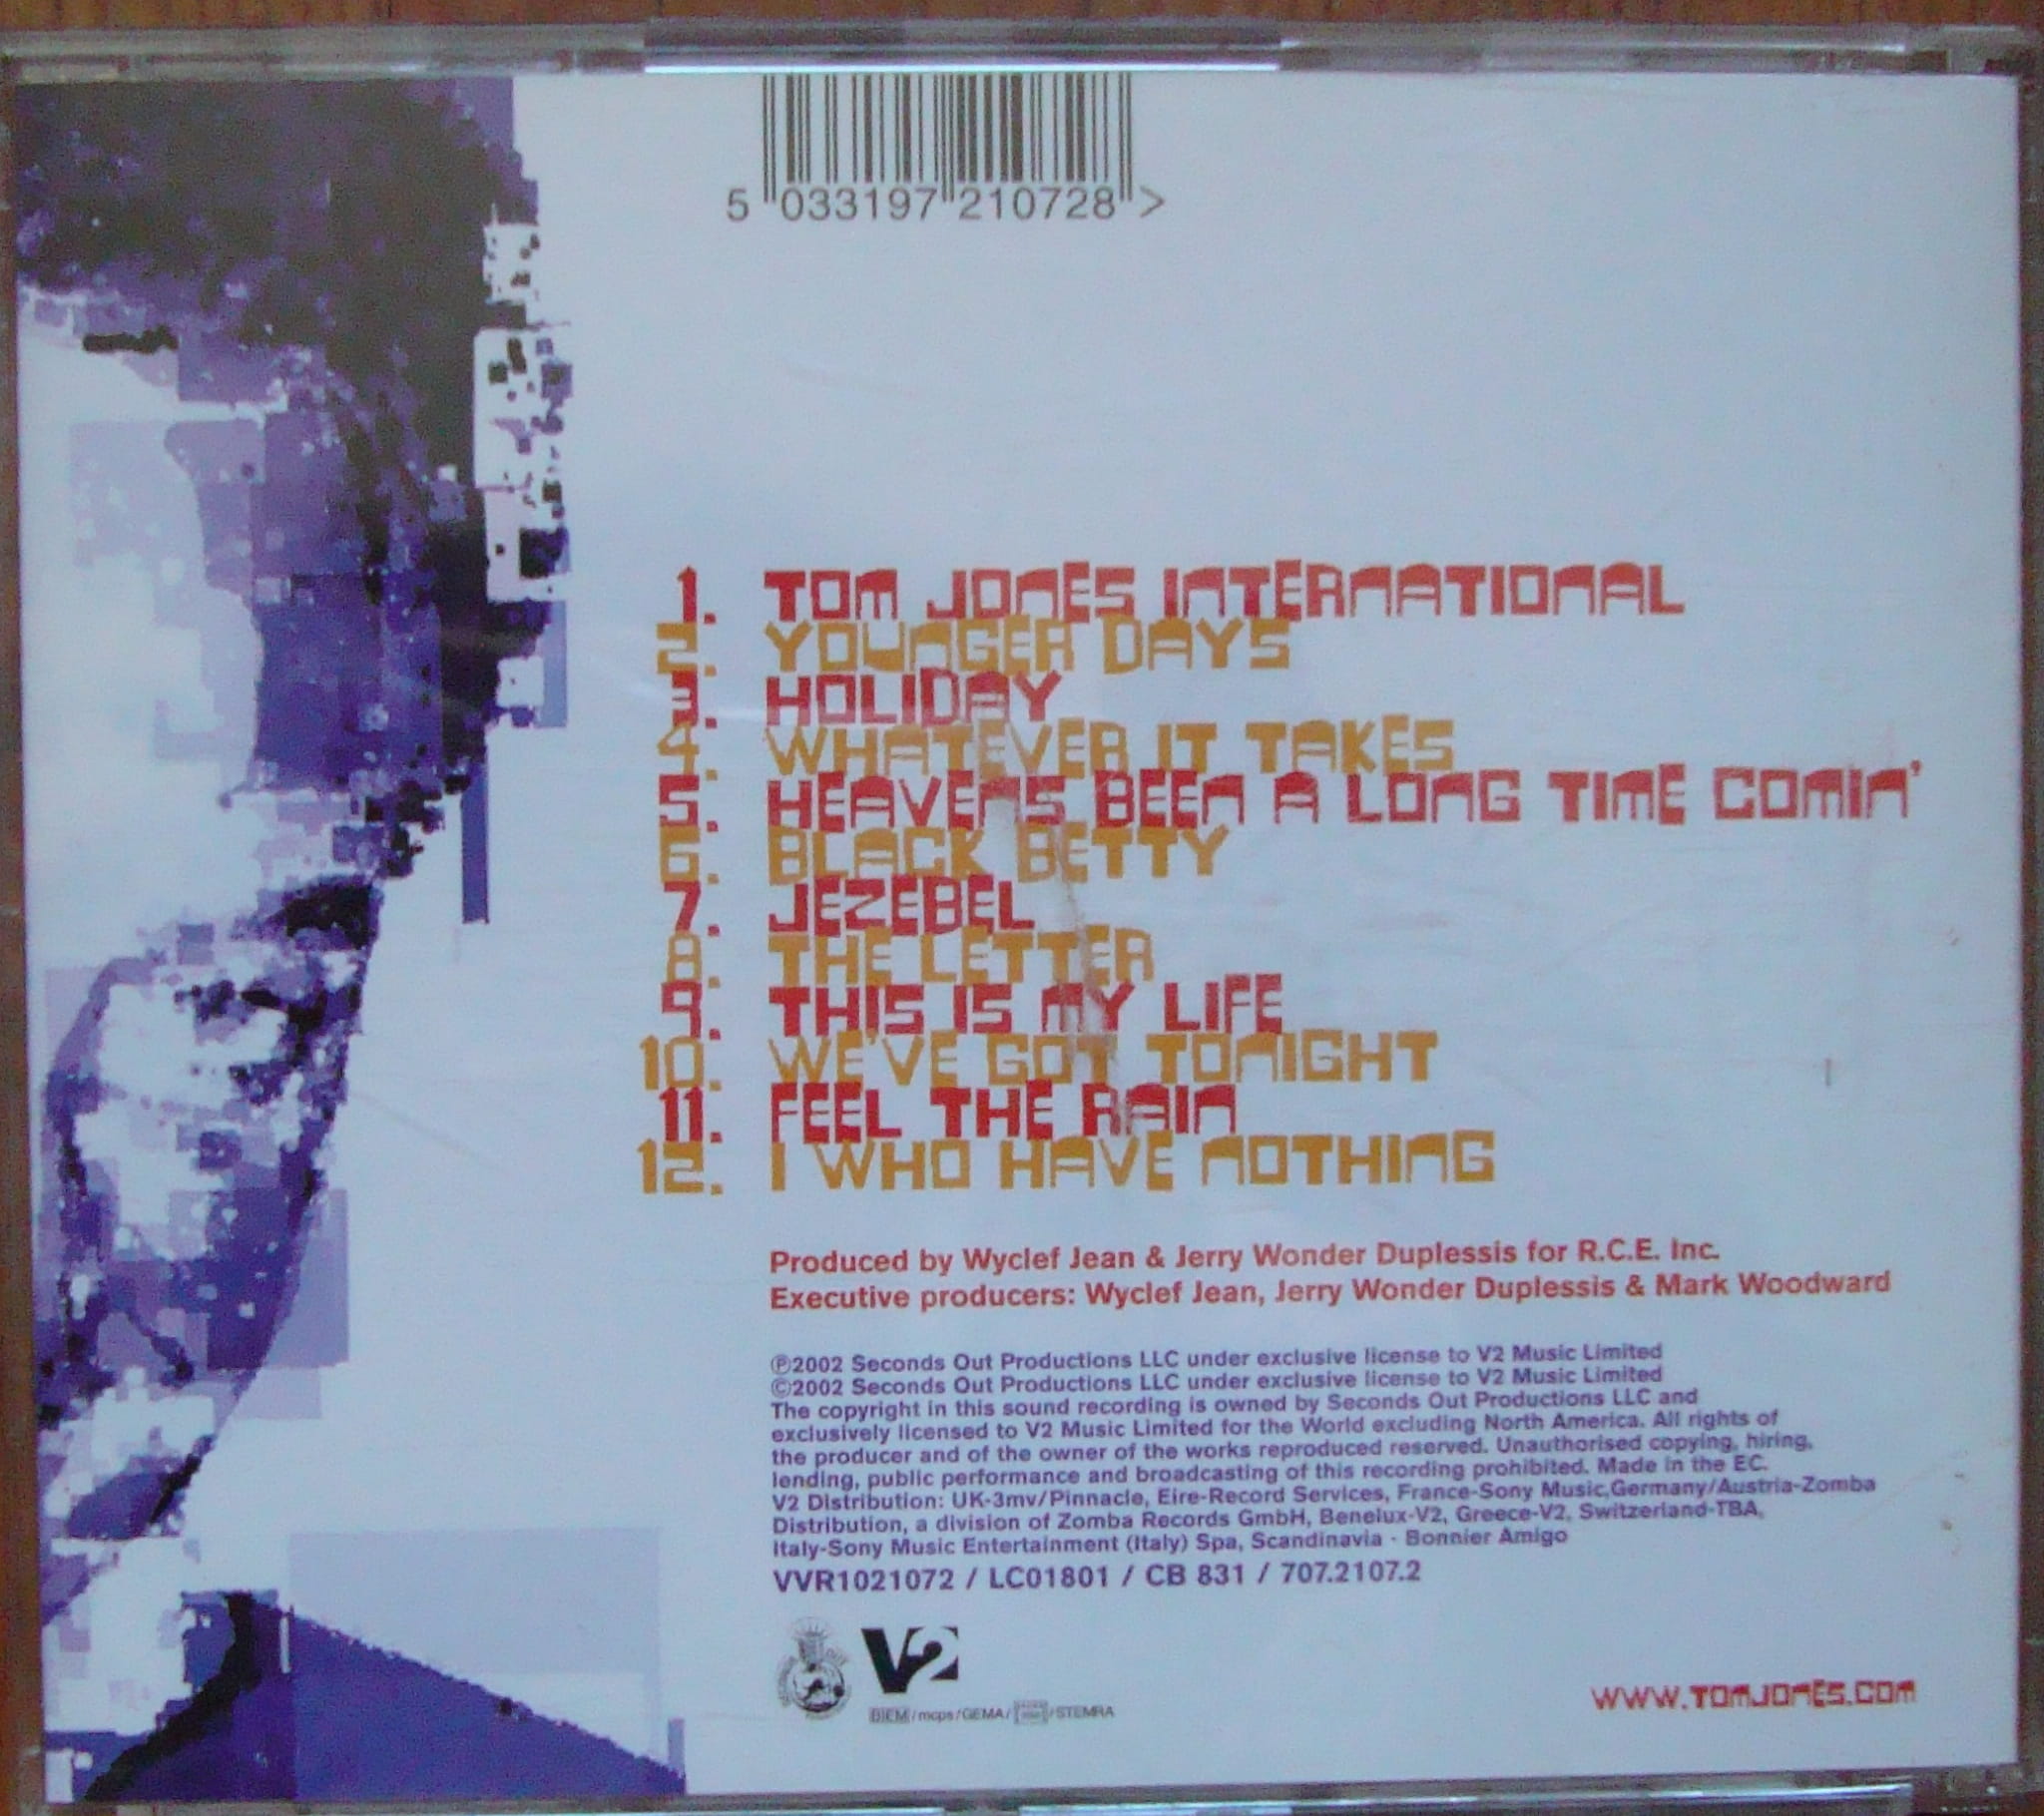 5 033197 210728 >
1. TOM JONES INTERNATIONAL
2. YOUNGER DAYS
3. HOLIDAY
4. WHATEVER IT TAKES
5. HEAVENS BEEN A LONG TIME COMIN'
6. BLACK BETTY
7. JEZEBEL
8. THE LETTER
9. THIS IS MY LIFE
10. WE'VE GOT TONIGHT
11. FEEL THE RAIN
12. I WHO HAVE NOTHING
Produced by Wyclef Jean & Jerry Wonder Duplessis for R.C.E. Inc.
Executive producers: Wyclef Jean, Jerry Wonder Duplessis & Mark Woodward
℗2002 Seconds Out Productions LLC under exclusive license to V2 Music Limited
©2002 Seconds Out Productions LLC under exclusive license to V2 Music Limited
The copyright in this sound recording is owned by Seconds Out Productions LLC and
exclusively licensed to V2 Music Limited for the World excluding North America. All rights of
the producer and of the owner of the works reproduced reserved. Unauthorised copying, hiring,
lending, public performance and broadcasting of this recording prohibited. Made in the EC.
V2 Distribution: UK-3mv/Pinnacle, Eire-Record Services, France-Sony Music,Germany/Austria-Zomba
Distribution, a division of Zomba Records GmbH, Benelux-V2, Greece-V2, Switzerland-TBA,
Italy-Sony Music Entertainment (Italy) Spa, Scandinavia - Bonnier Amigo
VVR1021072 / LC01801 / CB 831 / 707.2107.2
V2
BIEM/mcps/GEMA/ /STEMRA
WWW.TOMJONES.COM